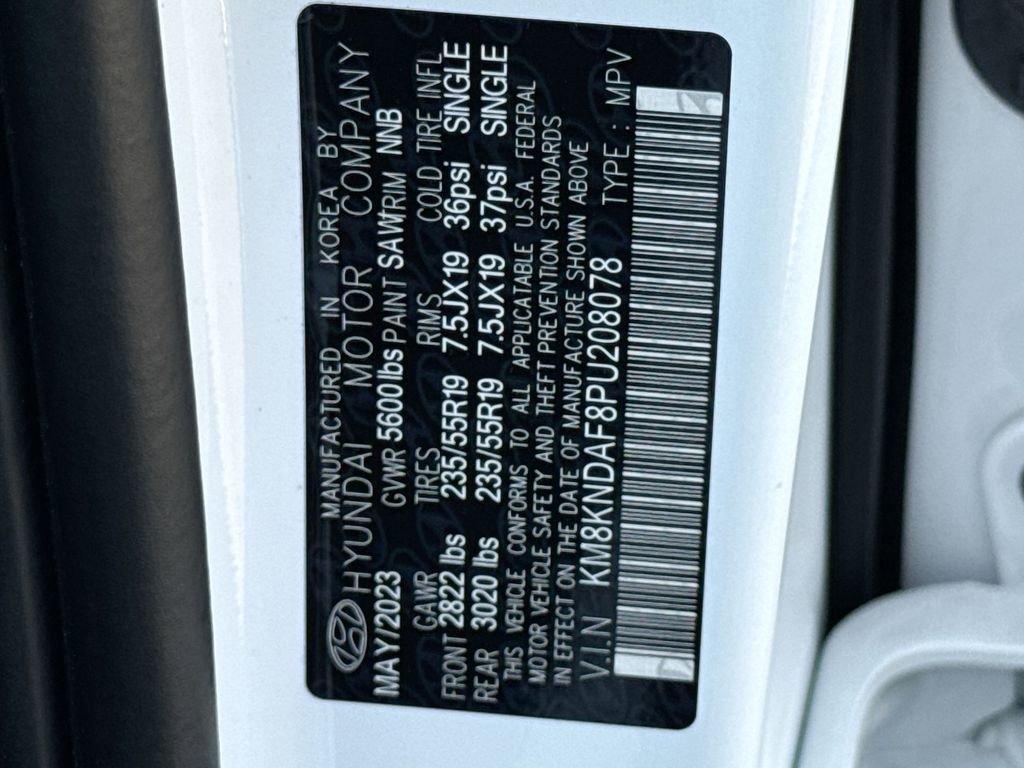 MANUFACTURED IN KOREA BY
HYUNDAI MOTOR COMPANY
MAY/2023 GVWR 5600lbs PAINT SAW TRIM NNB
GAWR TIRES RIMS COLD TIRE INFL
FRONT 2822 lbs 235/55R19 7.5JX19 36psi SINGLE
REAR 3020 lbs 235/55R19 7.5JX19 37psi SINGLE
THIS VEHICLE CONFORMS TO ALL APPLICATABLE U.S.A. FEDERAL
MOTOR VEHICLE SAFETY AND THEFT PREVENTION STANDARDS
IN EFFECT ON THE DATE OF MANUFACTURE SHOWN ABOVE
V.I.N KM8KNDAF8PU208078 TYPE : MPV